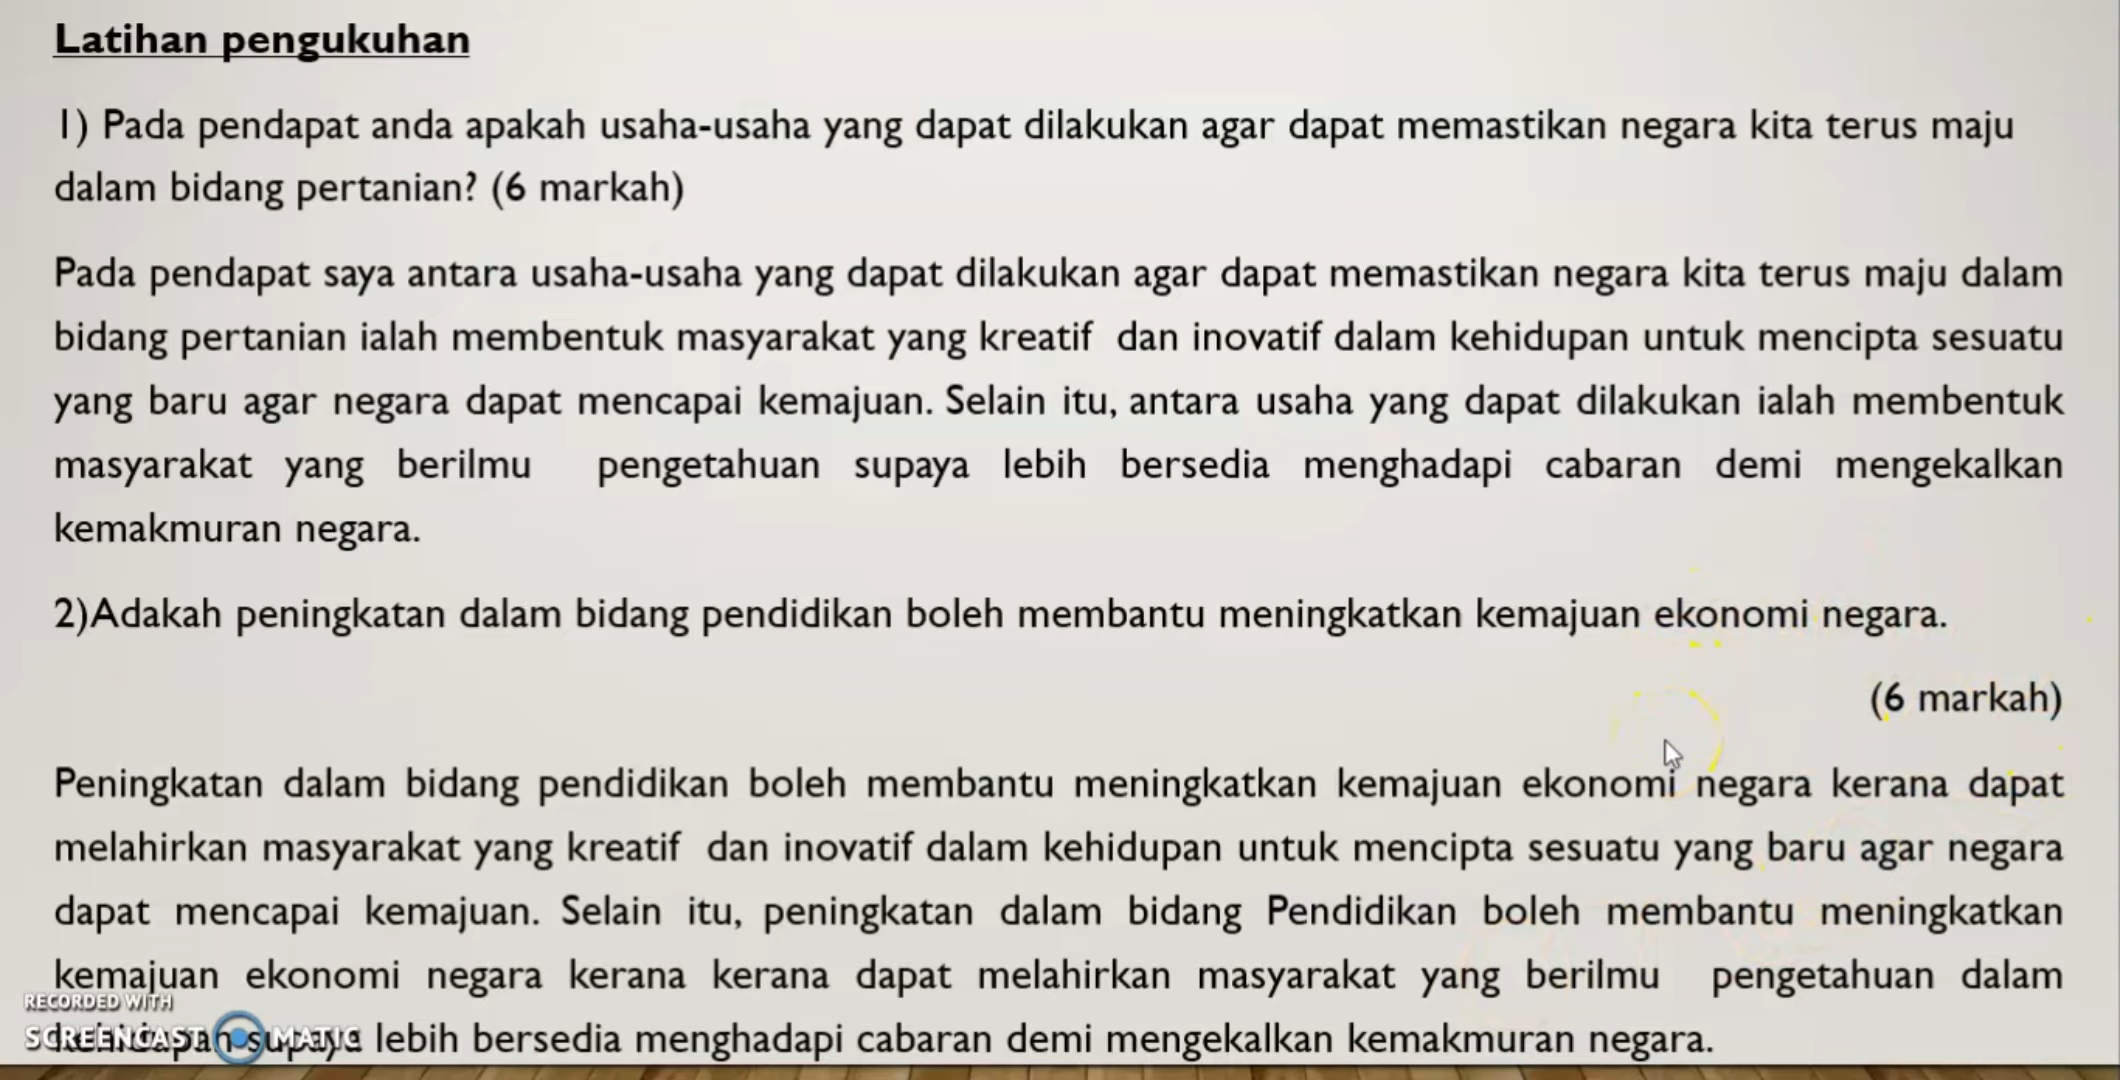 Latihan pengukuhan
1) Pada pendapat anda apakah usaha-usaha yang dapat dilakukan agar dapat memastikan negara kita terus maju
dalam bidang pertanian? (6 markah)
Pada pendapat saya antara usaha-usaha yang dapat dilakukan agar dapat memastikan negara kita terus maju dalam
bidang pertanian ialah membentuk masyarakat yang kreatif dan inovatif dalam kehidupan untuk mencipta sesuatu
yang baru agar negara dapat mencapai kemajuan. Selain itu, antara usaha yang dapat dilakukan ialah membentuk
masyarakat yang berilmu pengetahuan supaya lebih bersedia menghadapi cabaran demi mengekalkan
kemakmuran negara.
2)Adakah peningkatan dalam bidang pendidikan boleh membantu meningkatkan kemajuan ekonomi negara.
(6 markah)
Peningkatan dalam bidang pendidikan boleh membantu meningkatkan kemajuan ekonomi negara kerana dapat
melahirkan masyarakat yang kreatif dan inovatif dalam kehidupan untuk mencipta sesuatu yang baru agar negara
dapat mencapai kemajuan. Selain itu, peningkatan dalam bidang Pendidikan boleh membantu meningkatkan
kemajuan ekonomi negara kerana kerana dapat melahirkan masyarakat yang berilmu pengetahuan dalam
supaya lebih bersedia menghadapi cabaran demi mengekalkan kemakmuran negara.
RECORDED WITH
SCREENCAST MATIC